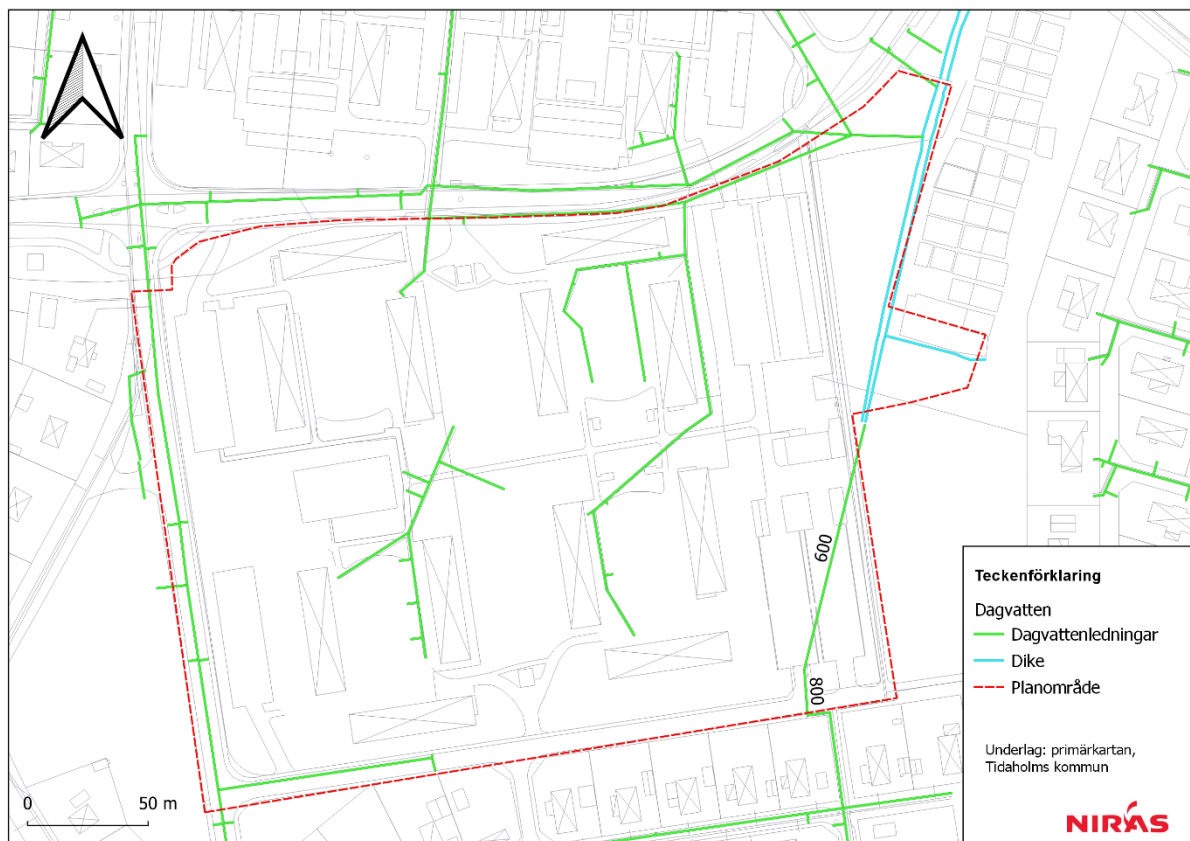 600
800
0
50 m
Teckenförklaring
Dagvatten
Dagvattenledningar
Dike
Planområde
Underlag: primärkartan,
Tidaholms kommun
NIRAS